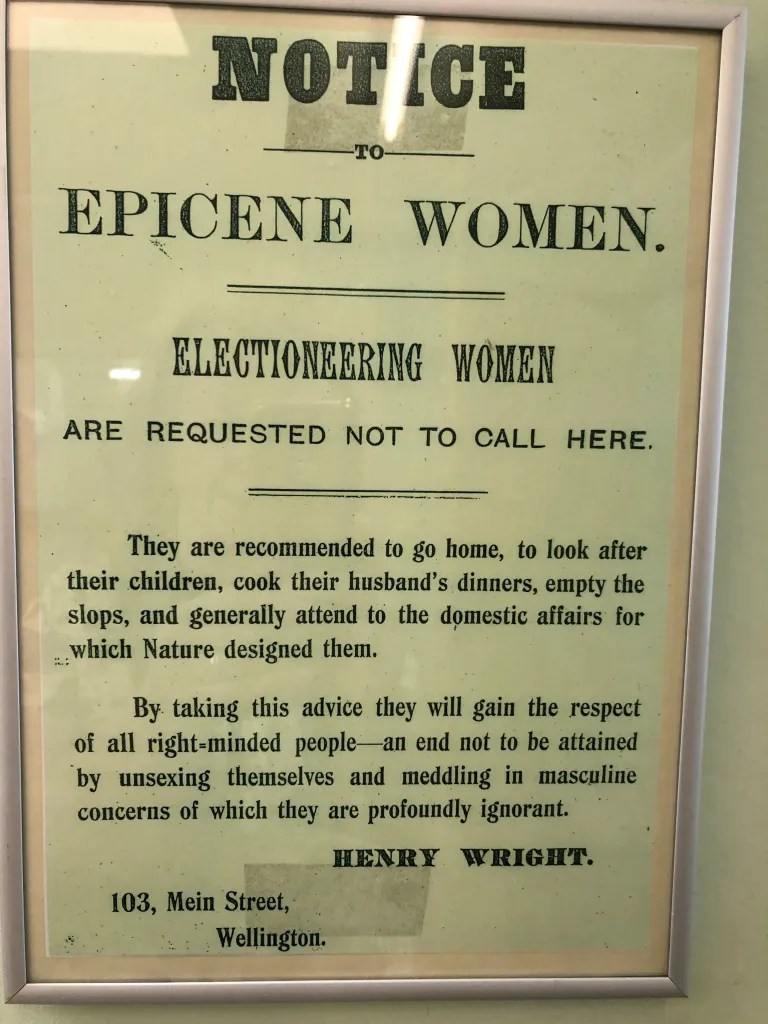 NOTICE
TO
EPICENE WOMEN.
ELECTIONEERING WOMEN
ARE REQUESTED NOT TO CALL HERE.
They are recommended to go home, to look after
their children, cook their husband's dinners, empty the
slops, and generally attend to the domestic affairs for
which Nature designed them.
By taking this advice they will gain the respect
of all right-minded people—an end not to be attained
by unsexing themselves and meddling in masculine
concerns of which they are profoundly ignorant.
HENRY WRIGHT.
103, Mein Street,
Wellington.